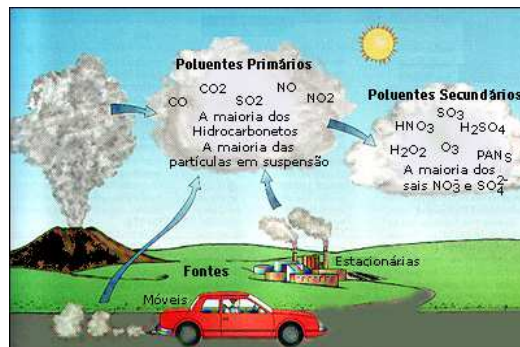 Poluentes Primários
CO CO2 SO2 NO NO2
A maioria dos
Hidrocarbonetos
A maioria das
partículas em suspensão
Poluentes Secundários
HNO3 SO3 H2SO4
H2O2 O3 PANS
A maioria dos
sais NO3- e SO4 2-
Fontes
Estacionárias
Móveis